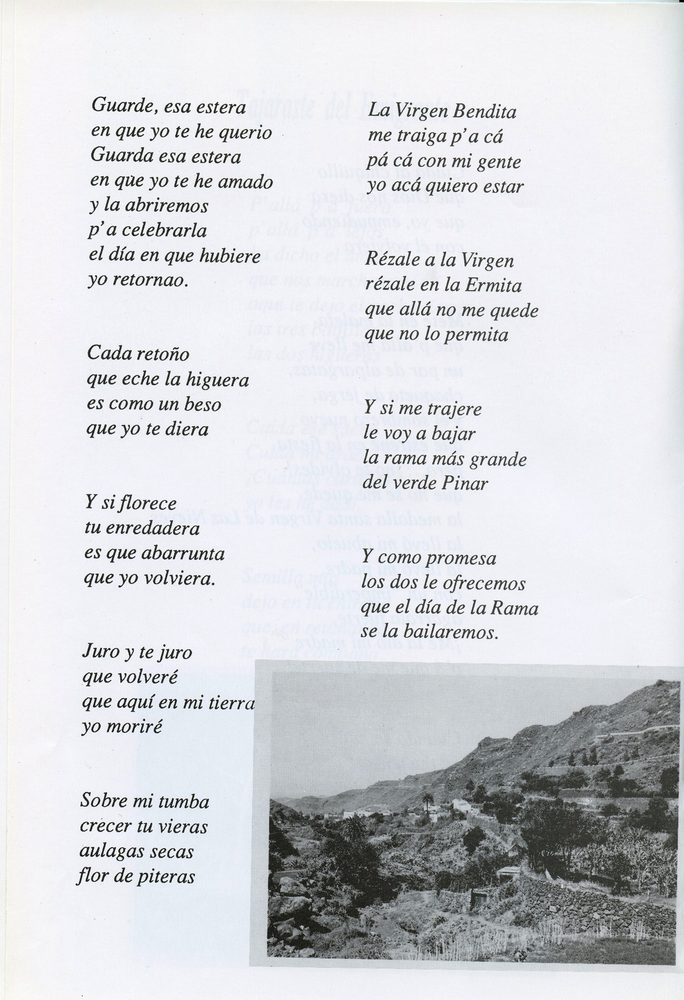 Guarde, esa estera
en que yo te he querio
Guarda esa estera
en que yo te he amado
y la abriremos
p' a celebrarla
el día en que hubiere
yo retornao.
Cada retoño
que eche la higuera
es como un beso
que yo te diera
Y si florece
tu enredadera
es que abarrunta
que yo volviera.
Juro y te juro
que volveré
que aquí en mi tierra
yo moriré
Sobre mi tumba
crecer tu vieras
aulagas secas
flor de piteras
La Virgen Bendita
me traiga p' a cá
pá cá con mi gente
yo acá quiero estar
Rézale a la Virgen
rézale en la Ermita
que allá no me quede
que no lo permita
Y si me trajere
le voy a bajar
la rama más grande
del verde Pinar
Y como promesa
los dos le ofrecemos
que el día de la Rama
se la bailaremos.